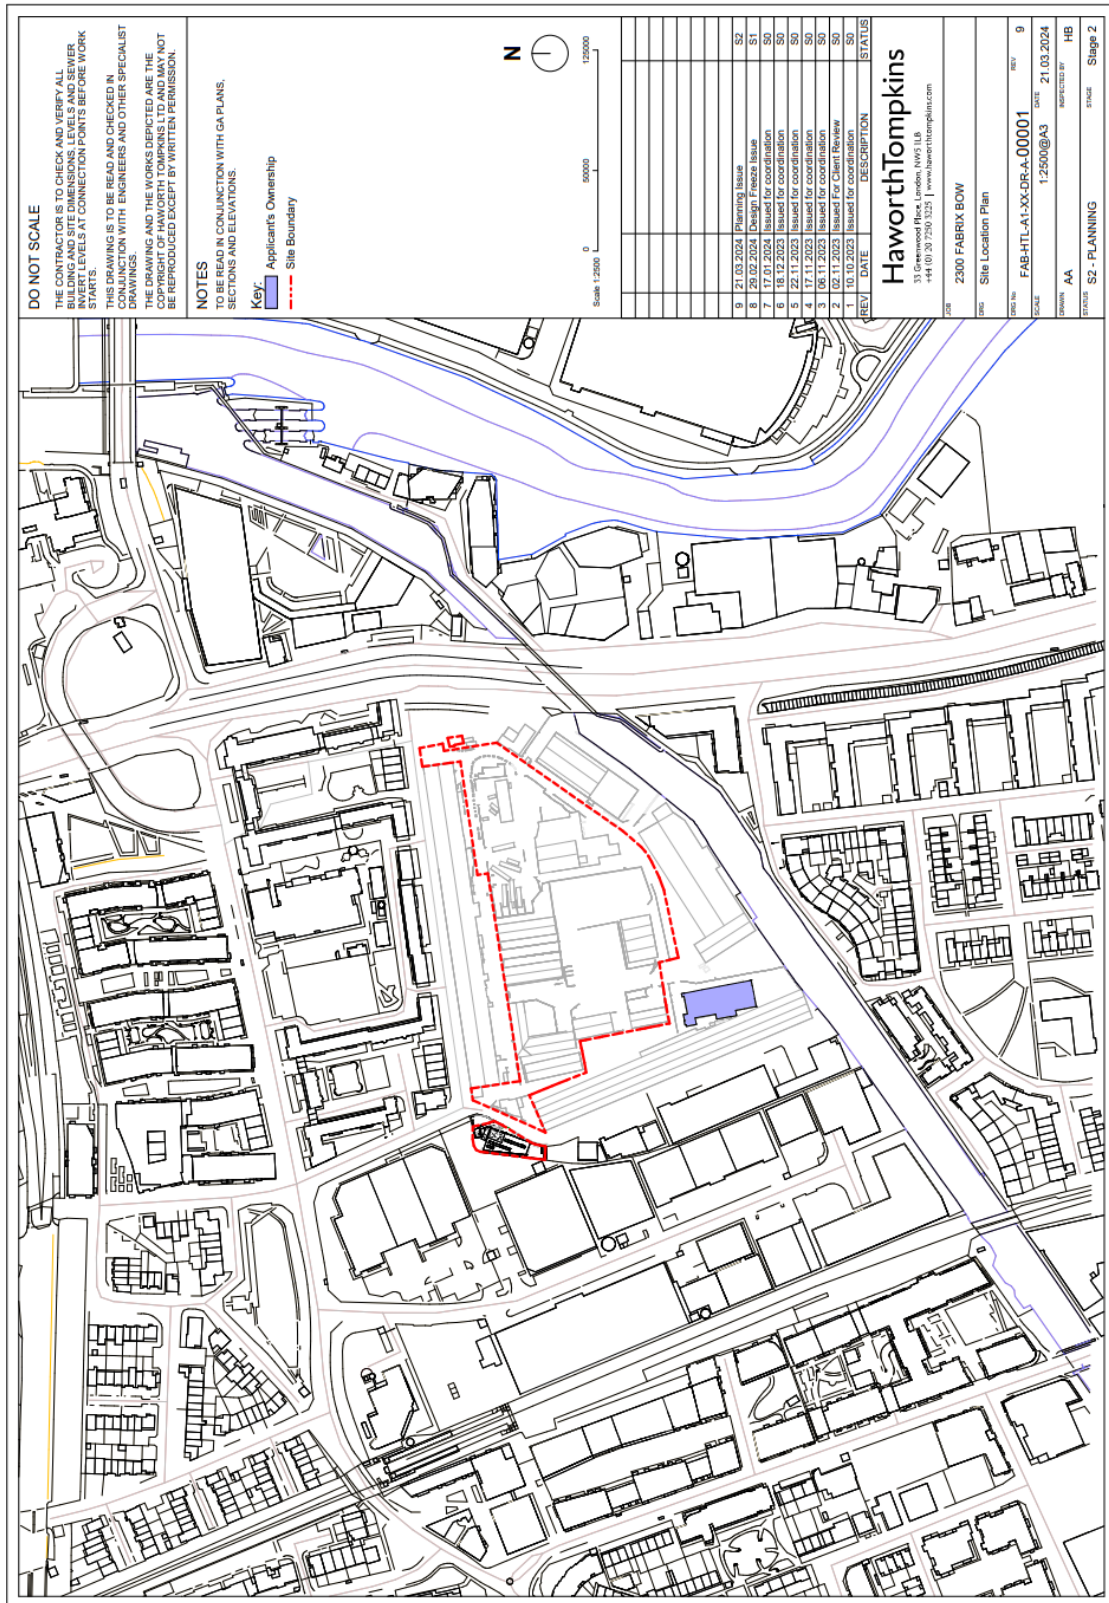 DO NOT SCALE
THE CONTRACTOR IS TO CHECK AND VERIFY ALL
BUILDING AND SITE DIMENSIONS, LEVELS AND SEWER
INVERT LEVELS AT CONNECTION POINTS BEFORE WORK
STARTS.
THIS DRAWING IS TO BE READ AND CHECKED IN
CONJUNCTION WITH ENGINEERS AND OTHER SPECIALIST
DRAWINGS.
THE DRAWING AND THE WORKS DEPICTED ARE THE
COPYRIGHT OF HAWORTH TOMPKINS LTD AND MAY NOT
BE REPRODUCED EXCEPT BY WRITTEN PERMISSION.
NOTES
TO BE READ IN CONJUNCTION WITH GA PLANS,
SECTIONS AND ELEVATIONS.
Key:
Applicant's Ownership
Site Boundary
N
Scale 1:2500
0 50000 125000
9 21.03.2024 Planning Issue S2
8 29.02.2024 Design Freeze Issue S1
7 17.01.2024 Issued for coordination S0
6 18.12.2023 Issued for coordination S0
5 22.11.2023 Issued for coordination S0
4 17.11.2023 Issued for coordination S0
3 06.11.2023 Issued for coordination S0
2 02.11.2023 Issued For Client Review S0
1 10.10.2023 Issued for coordination S0
REV DATE DESCRIPTION STATUS
HaworthTompkins
33 Greenwood Place, London, NW5 1LB
+44 (0) 20 7250 3225 | www.haworthtompkins.com
JOB
2300 FABRIX BOW
DRG
Site Location Plan
DRG No. REV
FAB-HTL-A1-XX-DR-A-00001 9
SCALE DATE
1:2500@A3 21.03.2024
DRAWN INSPECTED BY
AA HB
STATUS STAGE
S2 - PLANNING Stage 2